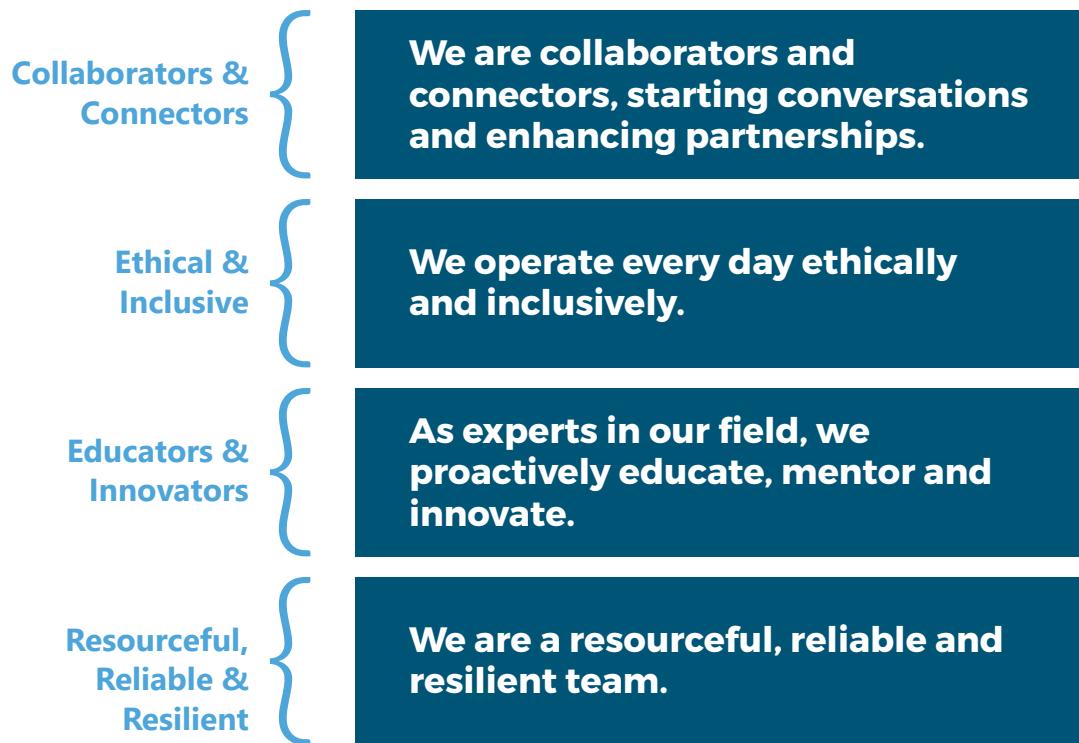 Collaborators &
Connectors
We are collaborators and
connectors, starting conversations
and enhancing partnerships.
Ethical &
Inclusive
We operate every day ethically
and inclusively.
Educators &
Innovators
As experts in our field, we
proactively educate, mentor and
innovate.
Resourceful,
Reliable &
Resilient
We are a resourceful, reliable and
resilient team.